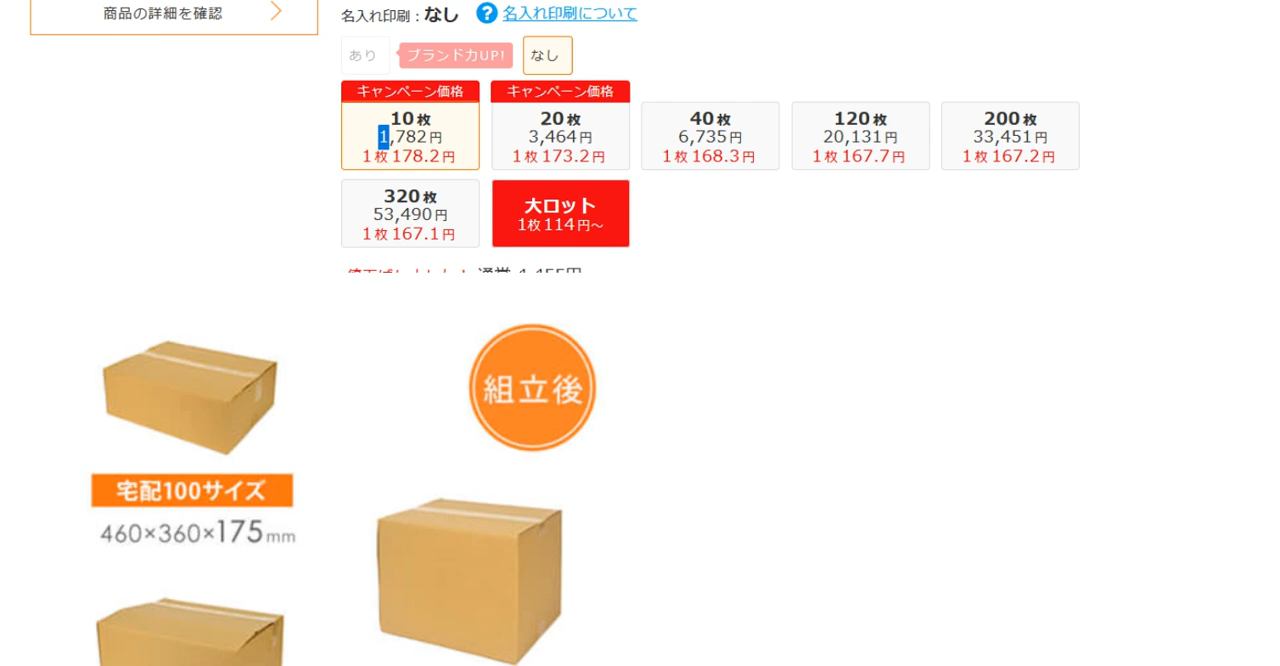 商品の詳細を確認
名入れ印刷：なし ? 名入れ印刷について
あり ブランド力UP! なし
キャンペーン価格 キャンペーン価格
10枚
1,782円
1枚 178.2円
20枚
3,464円
1枚 173.2円
40枚
6,735円
1枚 168.3円
120枚
20,131円
1枚 167.7円
200枚
33,451円
1枚 167.2円
320枚
53,490円
1枚 167.1円
大ロット
1枚 114円～
組立後
宅配100サイズ
460×360×175mm